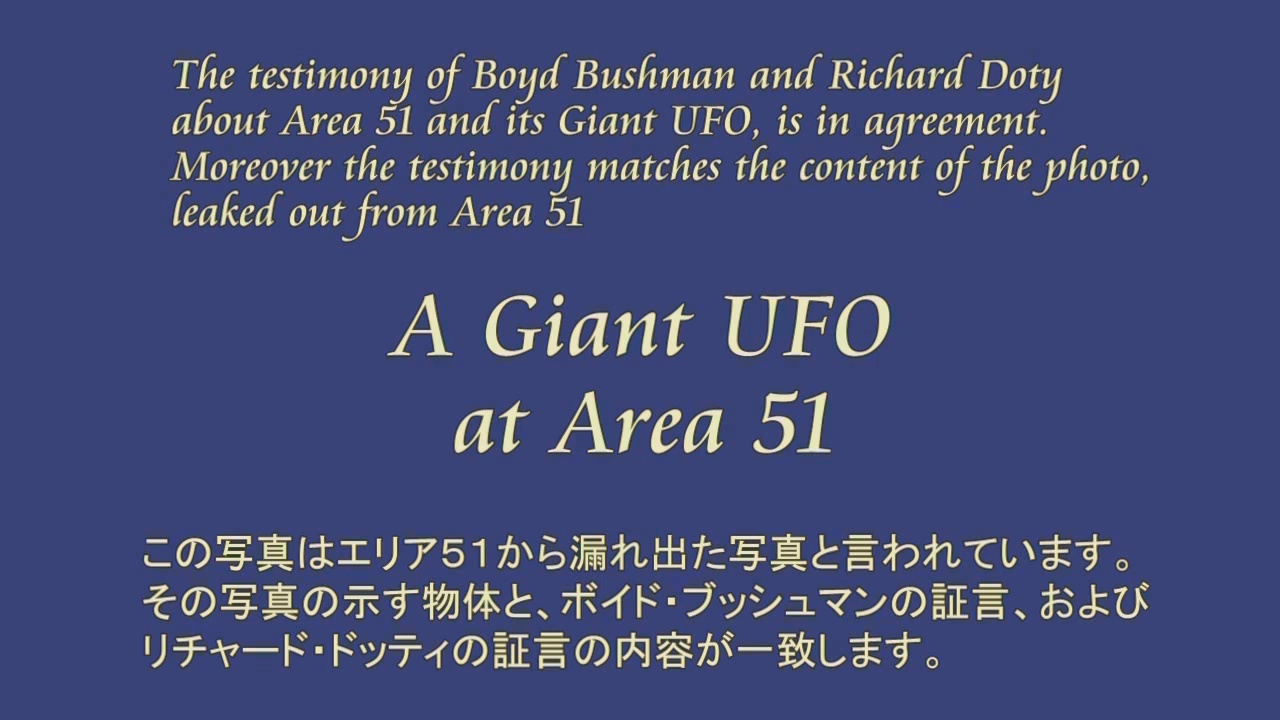 The testimony of Boyd Bushman and Richard Doty
about Area 51 and its Giant UFO, is in agreement.
Moreover the testimony matches the content of the photo,
leaked out from Area 51
A Giant UFO
at Area 51
この写真はエリア５１から漏れ出た写真と言われています。
その写真の示す物体と、ボイド・ブッシュマンの証言、および
リチャード・ドッティの証言の内容が一致します。